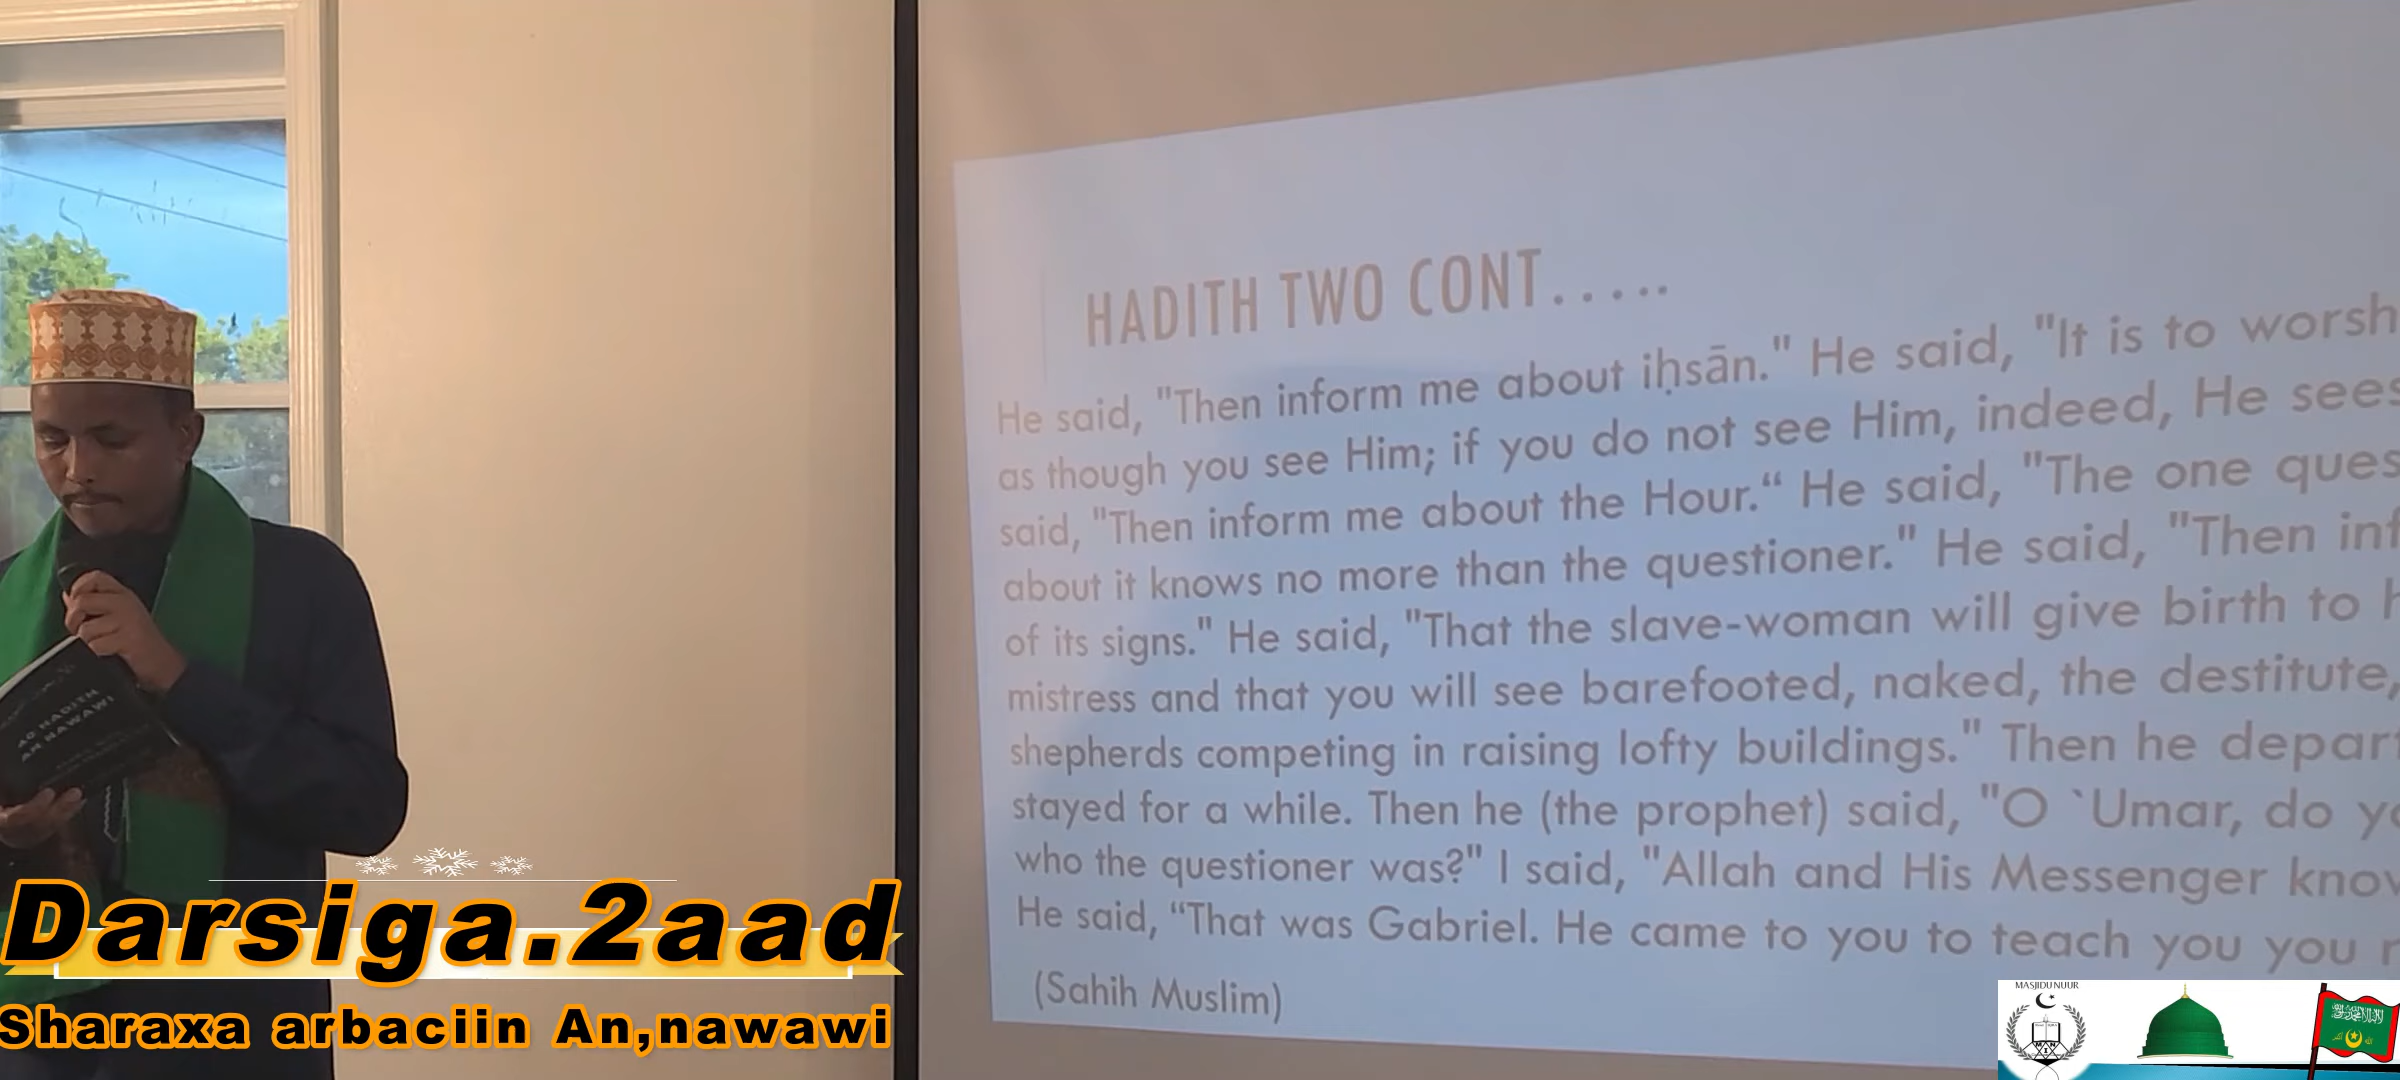 HADITH TWO CONT.....
He said, "Then inform me about iḥsān." He said, "It is to worsh
as though you see Him; if you do not see Him, indeed, He sees
said, "Then inform me about the Hour.“ He said, "The one ques
about it knows no more than the questioner." He said, "Then inf
of its signs." He said, "That the slave-woman will give birth to h
mistress and that you will see barefooted, naked, the destitute,
shepherds competing in raising lofty buildings." Then he depart
stayed for a while. Then he (the prophet) said, "O `Umar, do yo
who the questioner was?" I said, "Allah and His Messenger know
He said, “That was Gabriel. He came to you to teach you you r
(Sahih Muslim)
40 HADITH
AN NAWAWI
Darsiga.2aad
Sharaxa arbaciin An,nawawi
MASJIDU NUUR